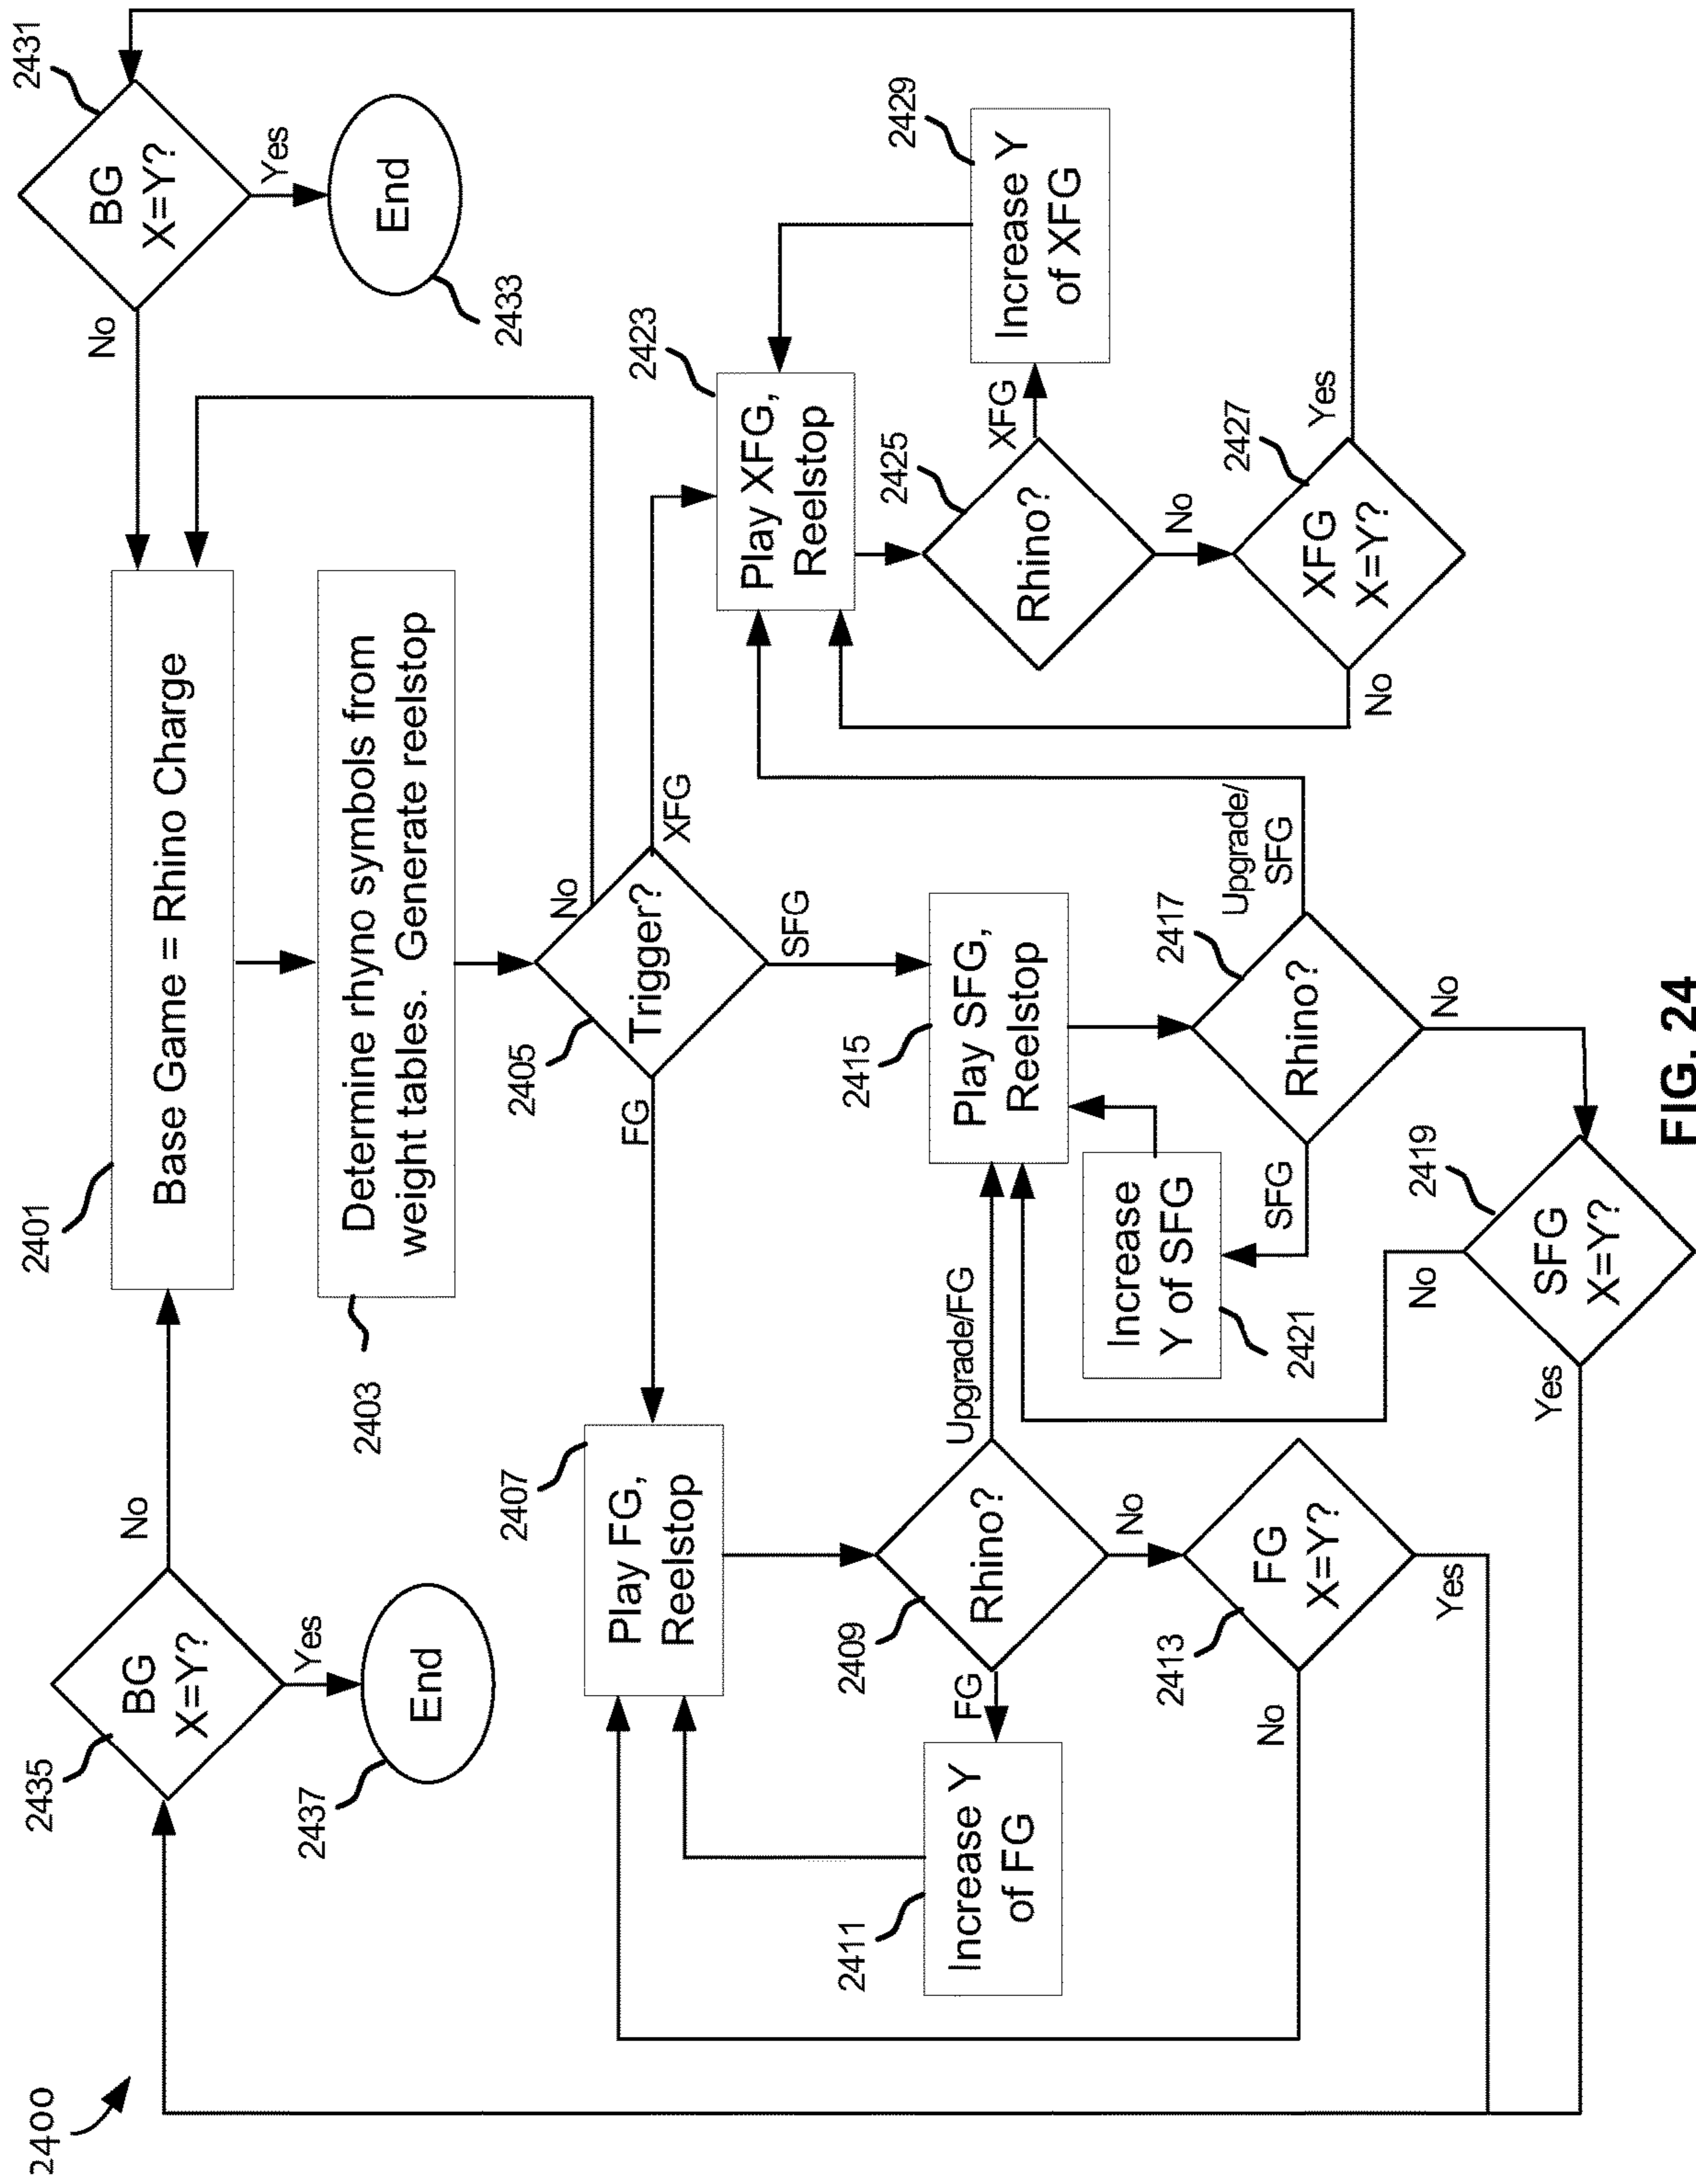 2400
2435
BG
X=Y?
No
Yes
End
2437
2401
Base Game = Rhino Charge
2403
Determine rhyno symbols from
weight tables. Generate reelstop
No
BG
X=Y?
2431
Yes
End
2433
2405
Trigger?
No
FG
SFG
XFG
2407
Play FG,
Reelstop
2409
Rhino?
FG
Upgrade/FG
No
2411
Increase Y
of FG
2413
FG
X=Y?
No
Yes
2415
Play SFG,
Reelstop
2417
Rhino?
SFG
Upgrade/
SFG
No
Increase
Y of SFG
2421
2419
SFG
X=Y?
No
Yes
2423
Play XFG,
Reelstop
2425
Rhino?
XFG
No
2429
Increase Y
of XFG
2427
XFG
X=Y?
No
Yes
FIG. 24